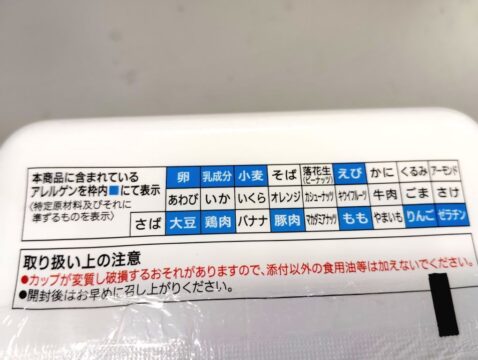 本商品に含まれている
アレルゲンを枠内■にて表示
〈特定原材料及びそれに
準ずるものを表示〉
卵 乳成分 小麦 そば 落花生(ピーナッツ) えび かに くるみ アーモンド
あわび いか いくら オレンジ カシューナッツ キウイフルーツ 牛肉 ごま さけ
さば 大豆 鶏肉 バナナ 豚肉 マカダミアナッツ もも やまいも りんご ゼラチン
取り扱い上の注意
●カップが変質し破損するおそれがありますので、添付以外の食用油等は加えないでください。
●開封後はお早めに召し上がりください。